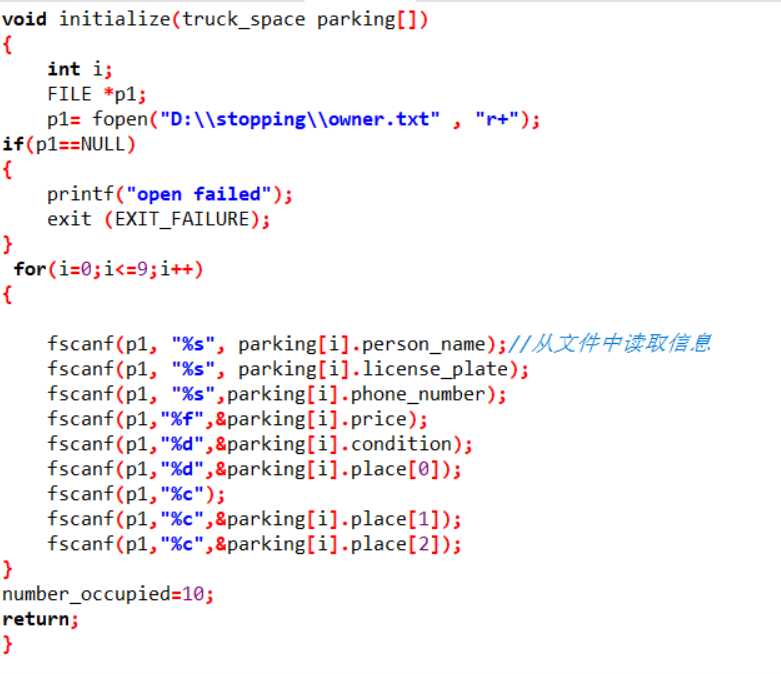 void initialize(truck_space parking[])
{
    int i;
    FILE *p1;
    p1= fopen("D:\\stopping\\owner.txt" , "r+");
if(p1==NULL)
{
    printf("open failed");
    exit (EXIT_FAILURE);
}
 for(i=0;i<=9;i++)
{
    fscanf(p1, "%s", parking[i].person_name);//从文件中读取信息
    fscanf(p1, "%s", parking[i].license_plate);
    fscanf(p1, "%s",parking[i].phone_number);
    fscanf(p1,"%f",&parking[i].price);
    fscanf(p1,"%d",&parking[i].condition);
    fscanf(p1,"%d",&parking[i].place[0]);
    fscanf(p1,"%c");
    fscanf(p1,"%c",&parking[i].place[1]);
    fscanf(p1,"%c",&parking[i].place[2]);
}
number_occupied=10;
return;
}